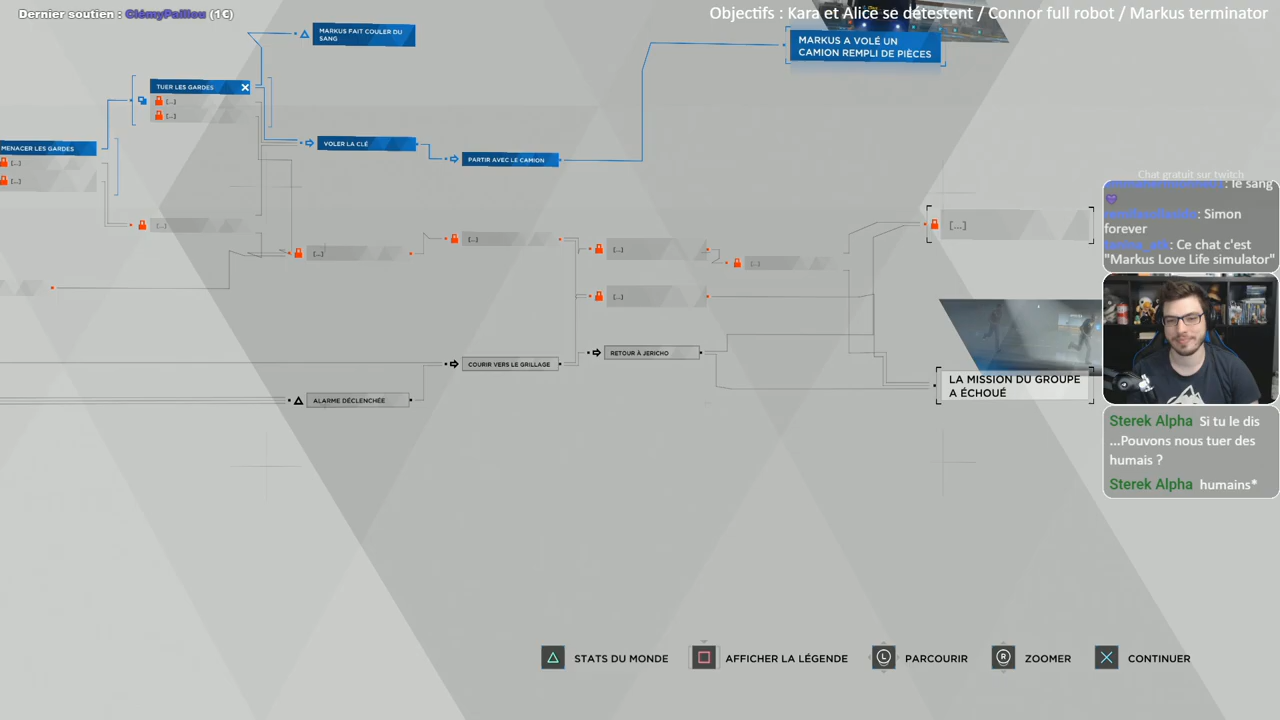 Dernier soutien : ClémyPaillou (1€)
Objectifs : Kara et Alice se détestent / Connor full robot / Markus terminator
MARKUS FAIT COULER DU
SANG
MARKUS A VOLÉ UN
CAMION REMPLI DE PIÈCES
TUER LES GARDES
[...]
[...]
MENACER LES GARDES
[...]
[...]
VOLER LA CLÉ
PARTIR AVEC LE CAMION
[...]
[...]
[...]
[...]
[...]
[...]
[...]
COURIR VERS LE GRILLAGE
RETOUR À JERICHO
ALARME DÉCLENCHÉE
LA MISSION DU GROUPE
A ÉCHOUÉ
Chat gratuit sur twitch
: le sang
: Simon
forever
: Ce chat c'est
"Markus Love Life simulator"
Sterek Alpha Si tu le dis
...Pouvons nous tuer des
humais ?
Sterek Alpha humains*
STATS DU MONDE
AFFICHER LA LÉGENDE
L PARCOURIR
R ZOOMER
CONTINUER